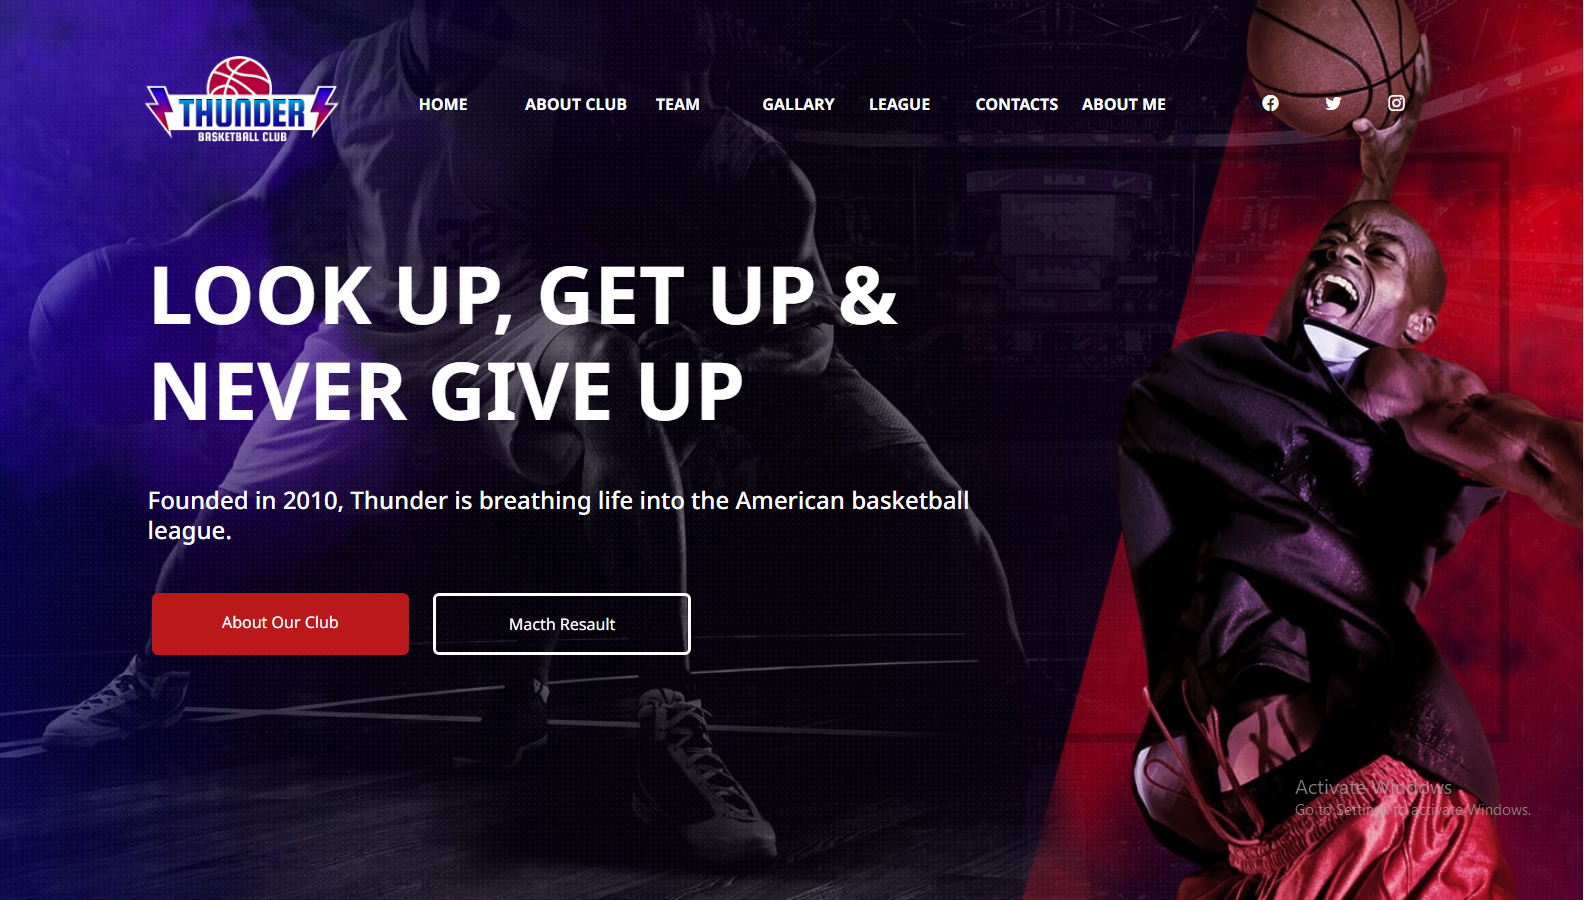 THUNDER
BASKETBALL CLUB
HOME ABOUT CLUB TEAM GALLARY LEAGUE CONTACTS ABOUT ME
32
LOOK UP, GET UP &
NEVER GIVE UP
Founded in 2010, Thunder is breathing life into the American basketball
league.
About Our Club Macth Resault
Activate Windows
Go to Settings to activate Windows.